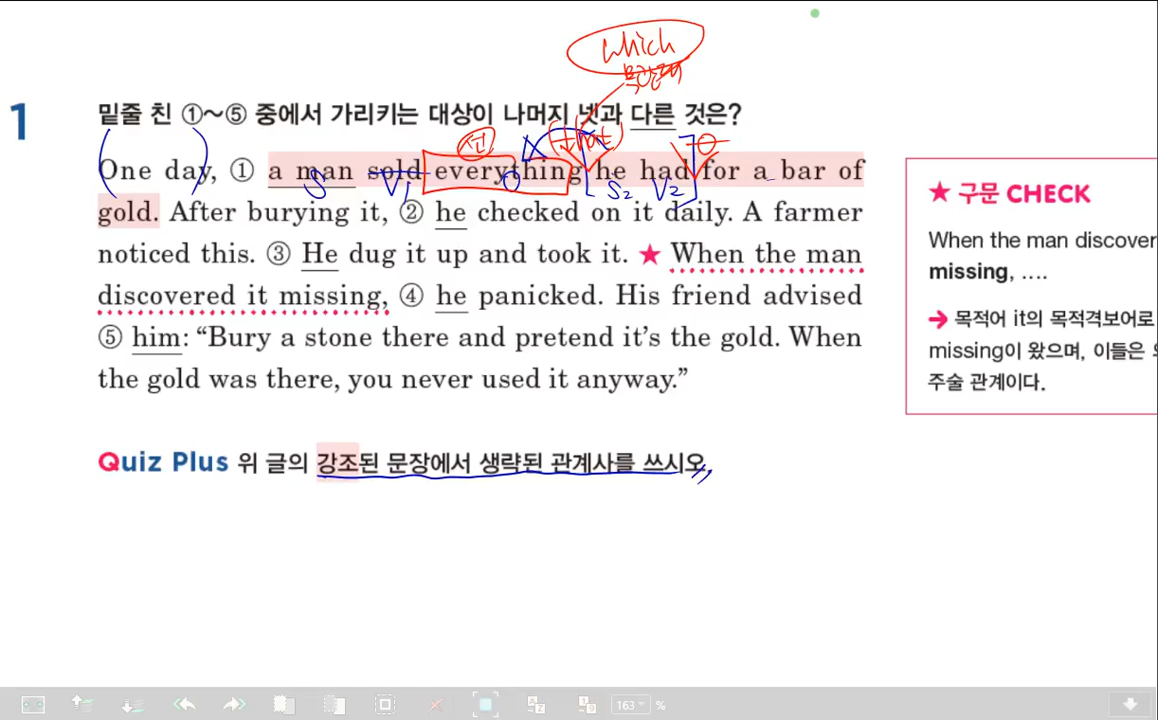 which
1
밑줄 친 ①~⑤ 중에서 가리키는 대상이 나머지 넷과 다른 것은?
선
that
One day, ① a man sold everything he had for a bar of
S V1 O S2 V2
gold. After burying it, ② he checked on it daily. A farmer
noticed this. ③ He dug it up and took it. ★ When the man
discovered it missing, ④ he panicked. His friend advised
⑤ him: “Bury a stone there and pretend it’s the gold. When
the gold was there, you never used it anyway.”
Quiz Plus 위 글의 강조된 문장에서 생략된 관계사를 쓰시오.
★ 구문 CHECK
When the man discover
missing, ….
→ 목적어 it의 목적격보어로
missing이 왔으며, 이들은
주술 관계이다.
163 %